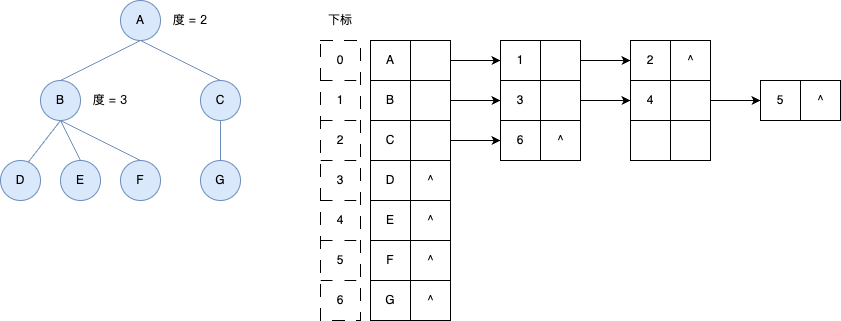 A 度 = 2
B 度 = 3 C
D E F G
下标
0 A 1 2 ^
1 B 3 4 5 ^
2 C 6 ^
3 D ^
4 E ^
5 F ^
6 G ^